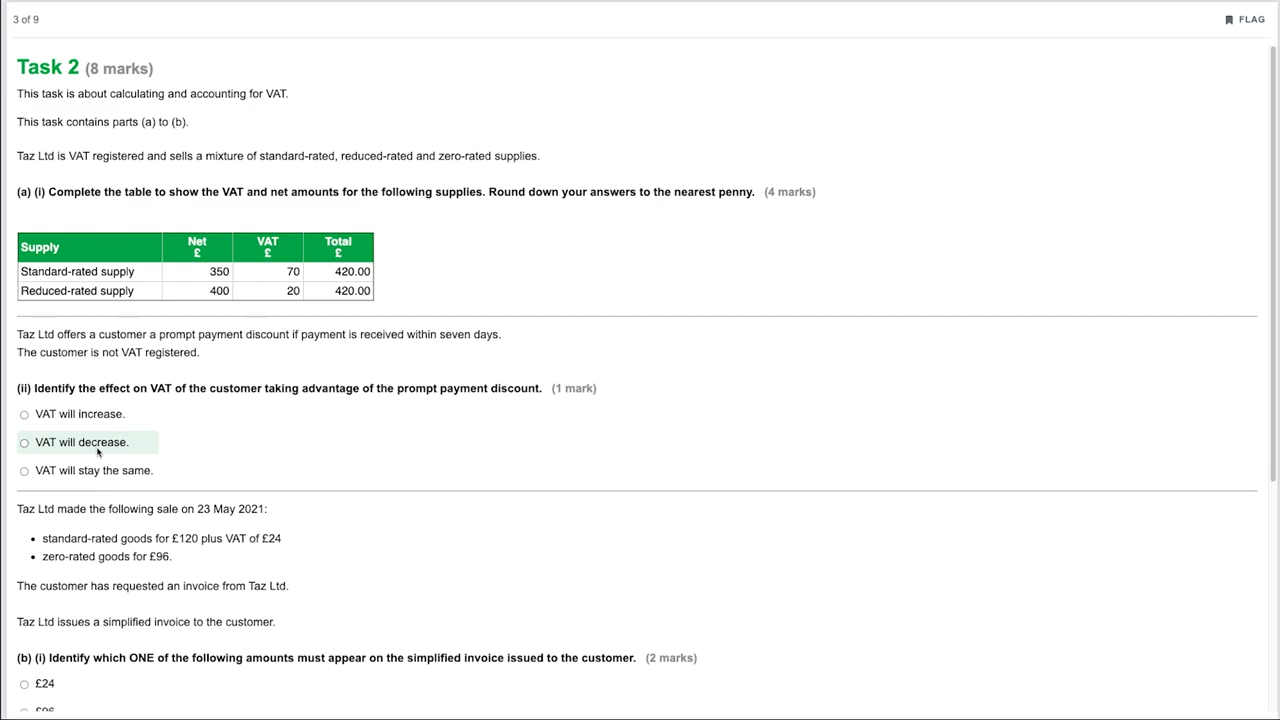 3 of 9
FLAG
Task 2 (8 marks)
This task is about calculating and accounting for VAT.
This task contains parts (a) to (b).
Taz Ltd is VAT registered and sells a mixture of standard-rated, reduced-rated and zero-rated supplies.
(a) (i) Complete the table to show the VAT and net amounts for the following supplies. Round down your answers to the nearest penny. (4 marks)
Supply Net £ VAT £ Total £
Standard-rated supply 350 70 420.00
Reduced-rated supply 400 20 420.00
Taz Ltd offers a customer a prompt payment discount if payment is received within seven days.
The customer is not VAT registered.
(ii) Identify the effect on VAT of the customer taking advantage of the prompt payment discount. (1 mark)
VAT will increase.
VAT will decrease.
VAT will stay the same.
Taz Ltd made the following sale on 23 May 2021:
• standard-rated goods for £120 plus VAT of £24
• zero-rated goods for £96.
The customer has requested an invoice from Taz Ltd.
Taz Ltd issues a simplified invoice to the customer.
(b) (i) Identify which ONE of the following amounts must appear on the simplified invoice issued to the customer. (2 marks)
£24